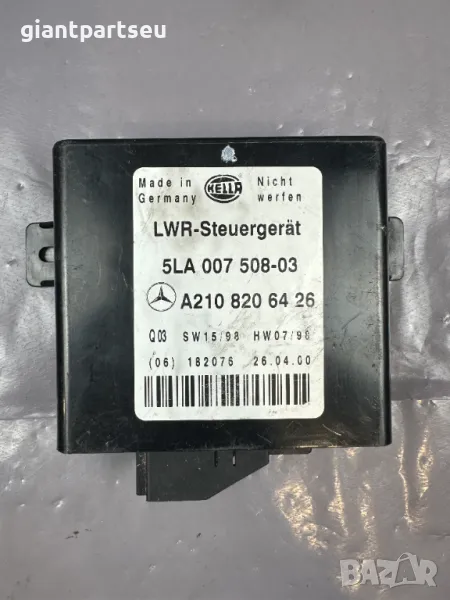 giantpartseu
Made in Germany
HELLA
Nicht werfen
LWR-Steuergerät
5LA 007 508-03
A210 820 64 26
Q03 SW15/98 HW07/98
(06) 182076 26.04.00
BAZAR